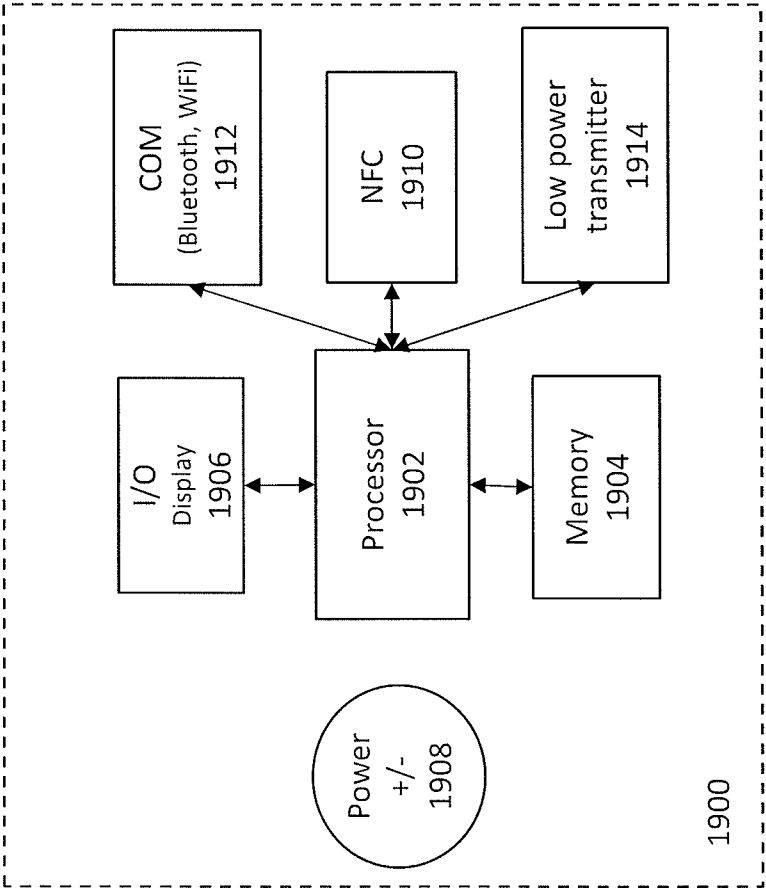 Power
+/-
1908
I/O
Display
1906
Processor
1902
Memory
1904
COM
(Bluetooth, WiFi)
1912
NFC
1910
Low power
transmitter
1914
1900